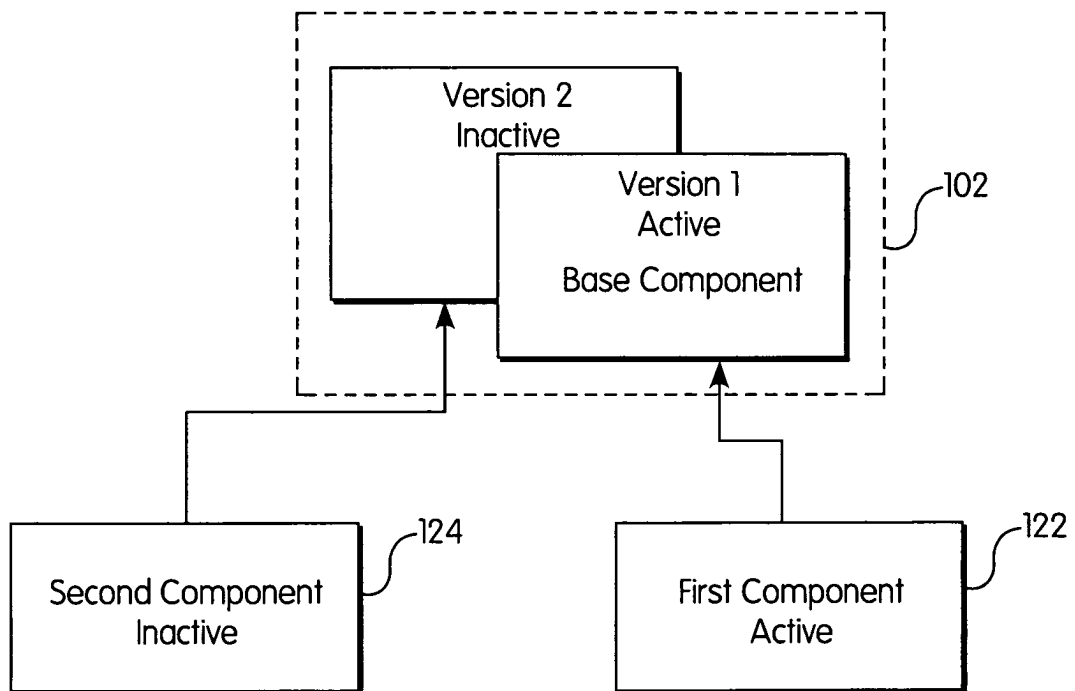 Version 2
Inactive
Version 1
Active
Base Component
102
Second Component
Inactive
124
First Component
Active
122